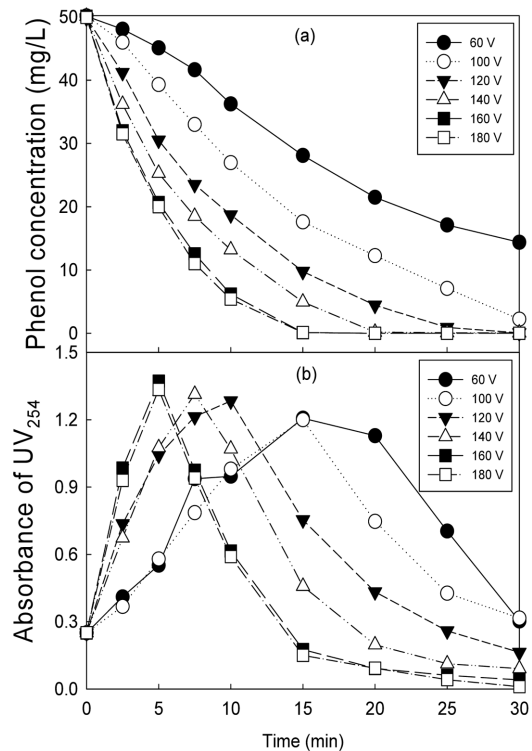 50
40
30
20
10
0
Phenol concentration (mg/L)
(a)
60 V
100 V
120 V
140 V
160 V
180 V
1.5
1.2
0.9
0.6
0.3
0.0
Absorbance of UV254
(b)
60 V
100 V
120 V
140 V
160 V
180 V
0 5 10 15 20 25 30
Time (min)